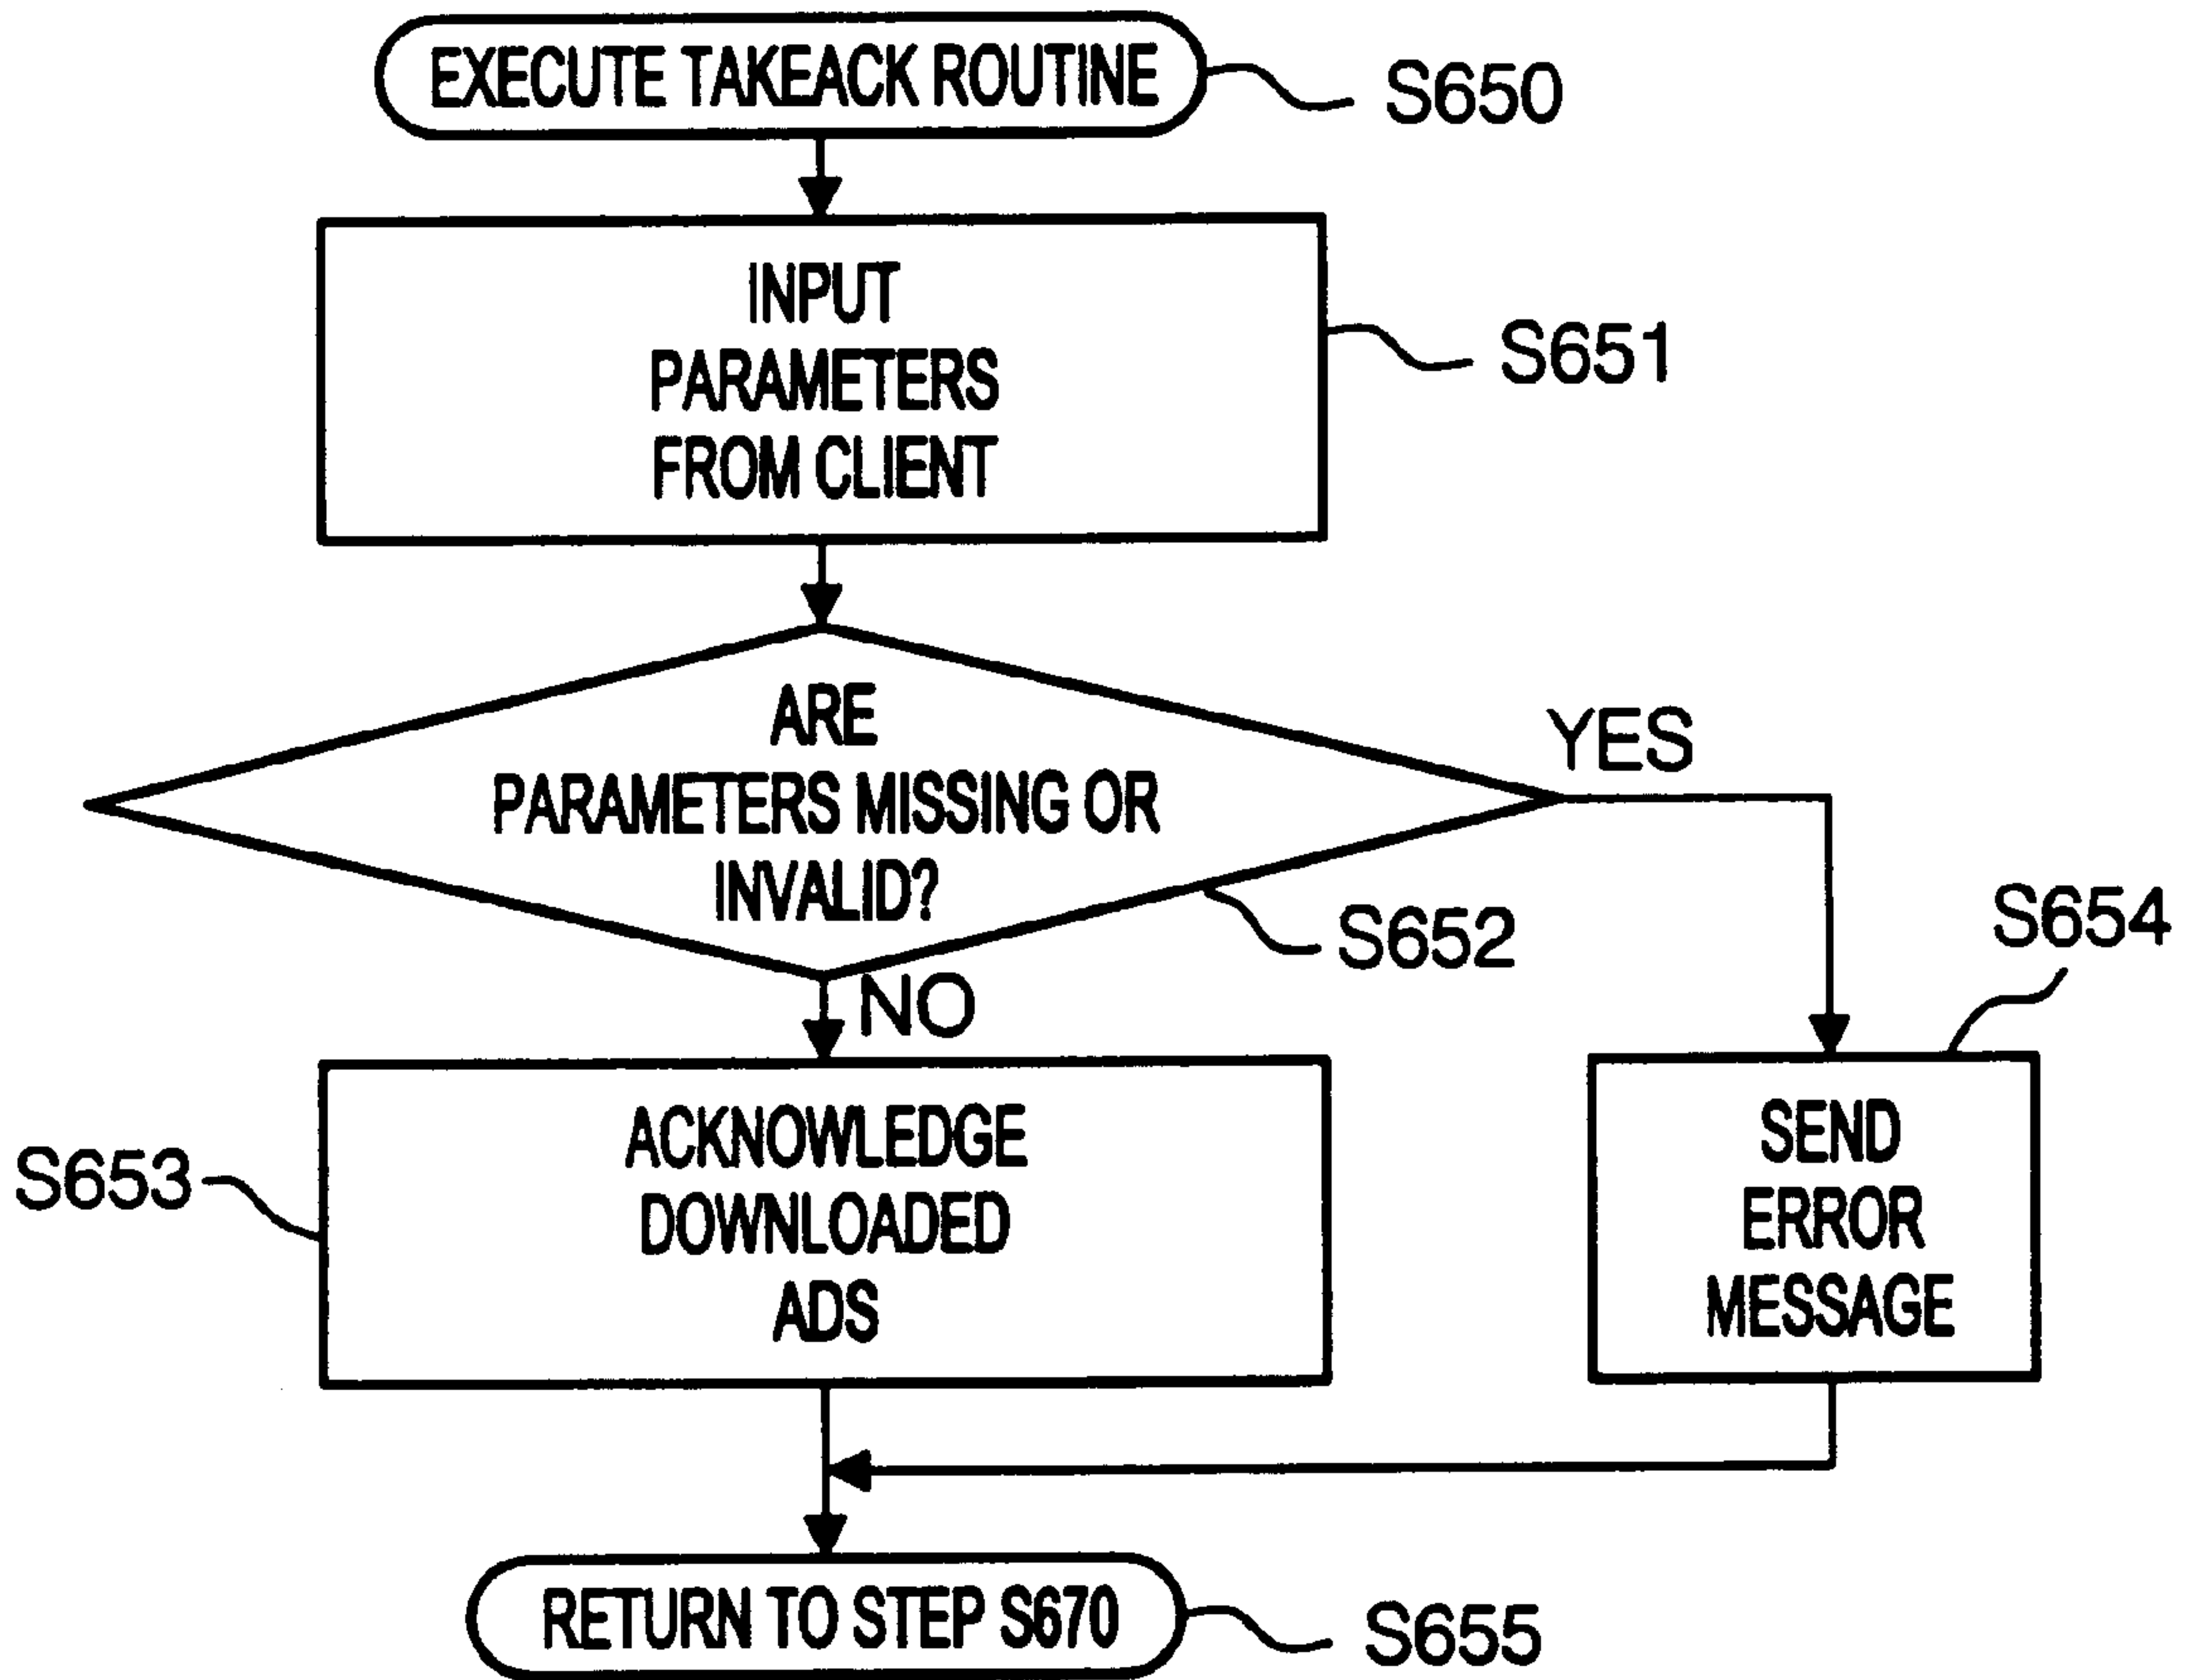 EXECUTE TAKEACK ROUTINE
S650
INPUT
PARAMETERS
FROM CLIENT
S651
ARE
PARAMETERS MISSING OR
INVALID?
YES
S652
NO
S654
ACKNOWLEDGE
DOWNLOADED
ADS
S653
SEND
ERROR
MESSAGE
RETURN TO STEP S670
S655